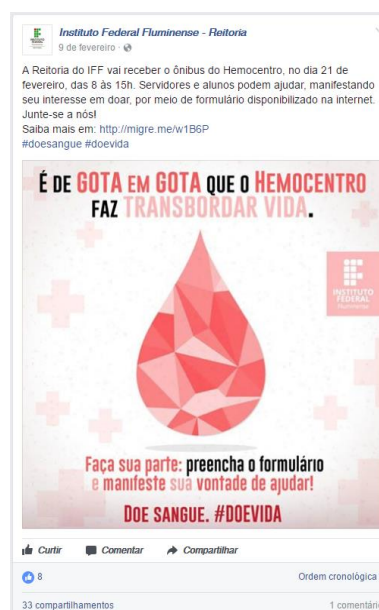 Instituto Federal Fluminense - Reitoria
9 de fevereiro ·
A Reitoria do IFF vai receber o ônibus do Hemocentro, no dia 21 de
fevereiro, das 8 às 15h. Servidores e alunos podem ajudar, manifestando
seu interesse em doar, por meio de formulário disponibilizado na internet.
Junte-se a nós!
Saiba mais em: http://migre.me/w1B6P
#doesangue #doevida
É DE GOTA EM GOTA QUE O HEMOCENTRO
FAZ TRANSBORDAR VIDA.
INSTITUTO
FEDERAL
Fluminense
Faça sua parte: preencha o formulário
e manifeste sua vontade de ajudar!
DOE SANGUE. #DOEVIDA
Curtir Comentar Compartilhar
8 Ordem cronológica
33 compartilhamentos 1 comentári